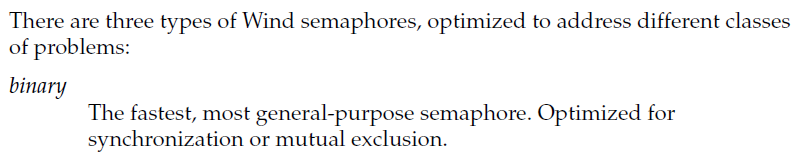 There are three types of Wind semaphores, optimized to address different classes
of problems:
binary
The fastest, most general-purpose semaphore. Optimized for
synchronization or mutual exclusion.